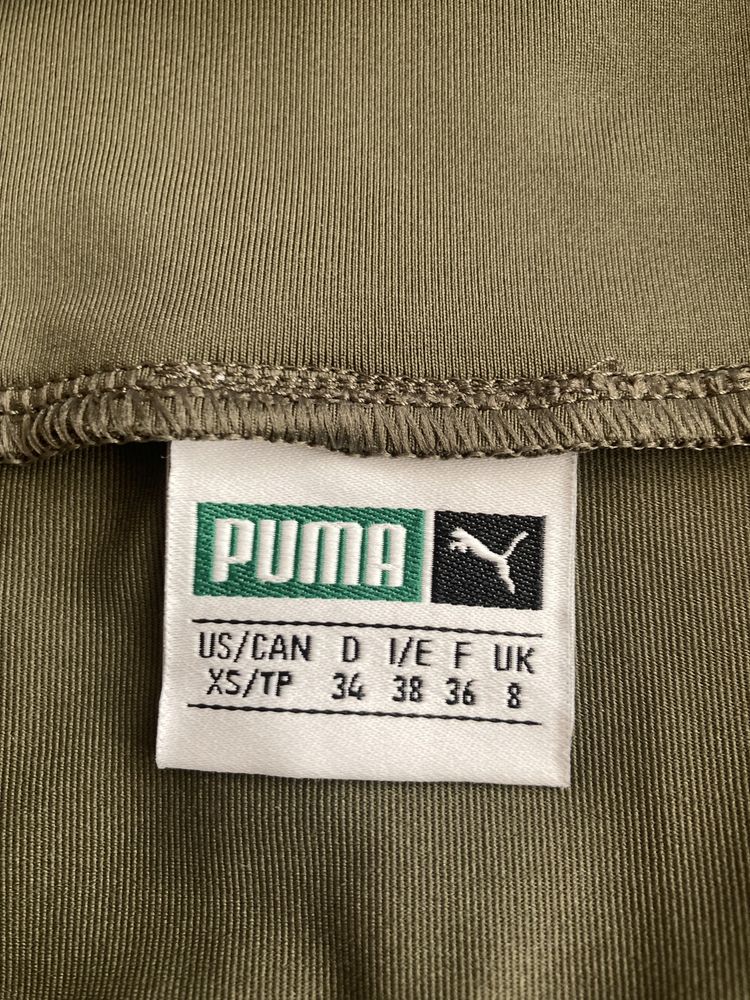 PUMA
US/CAN D I/E F UK
XS/TP 34 38 36 8